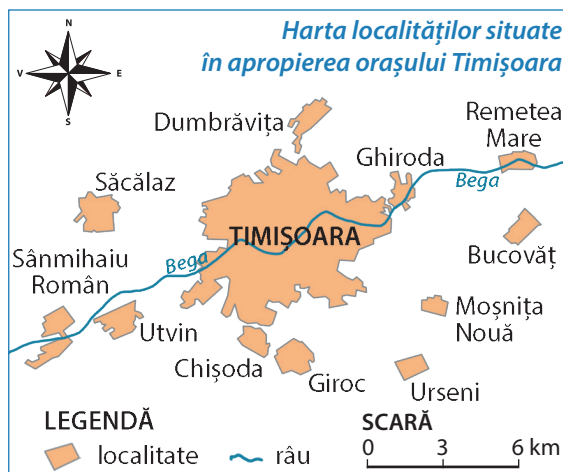 Harta localităților situate
în apropierea orașului Timișoara
N
V
E
S
Dumbrăvița
Remetea
Mare
Ghiroda
Bega
Săcălaz
TIMIȘOARA
Bucovăț
Sânmihaiu
Român
Bega
Moșnița
Nouă
Utvin
Chișoda
Giroc
Urseni
LEGENDĂ
localitate
râu
SCARĂ
0 3 6 km